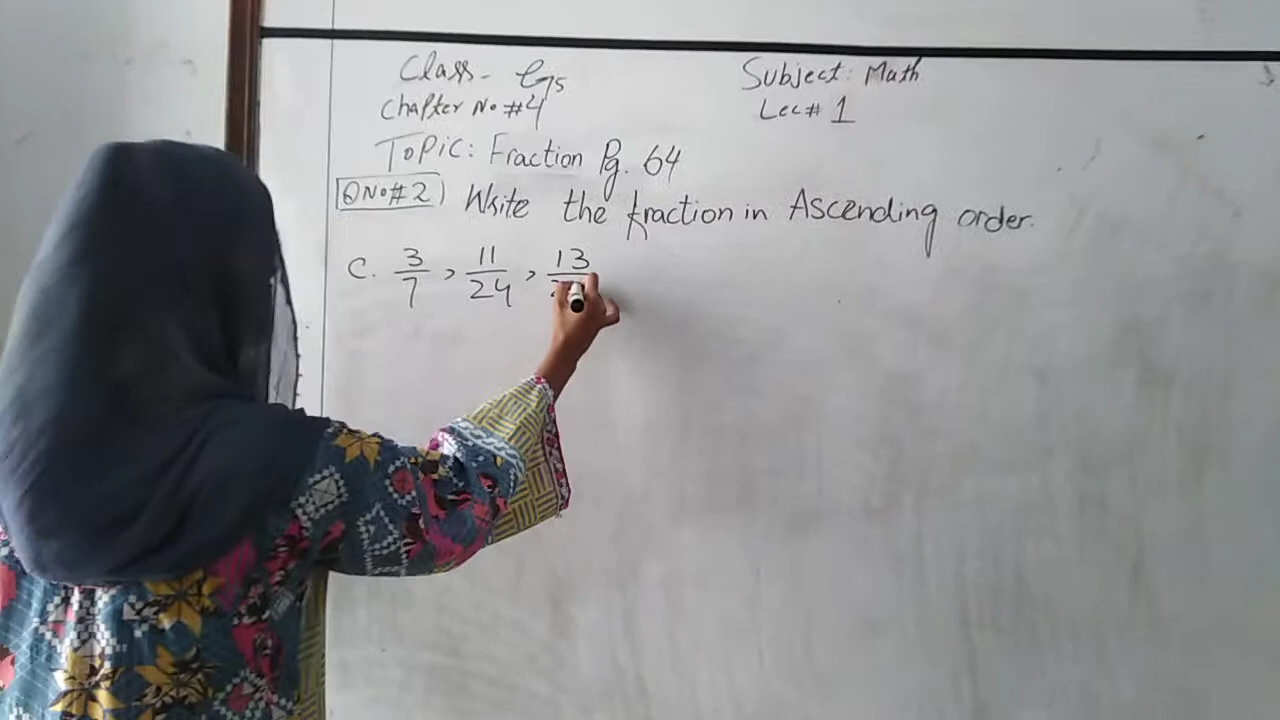 Class - G5
Subject: Math
Chapter No #4
Lec# 1
Topic: Fraction Pg. 64
QNo#2) Write the fraction in Ascending order.
C. 3/7, 11/24, 13/